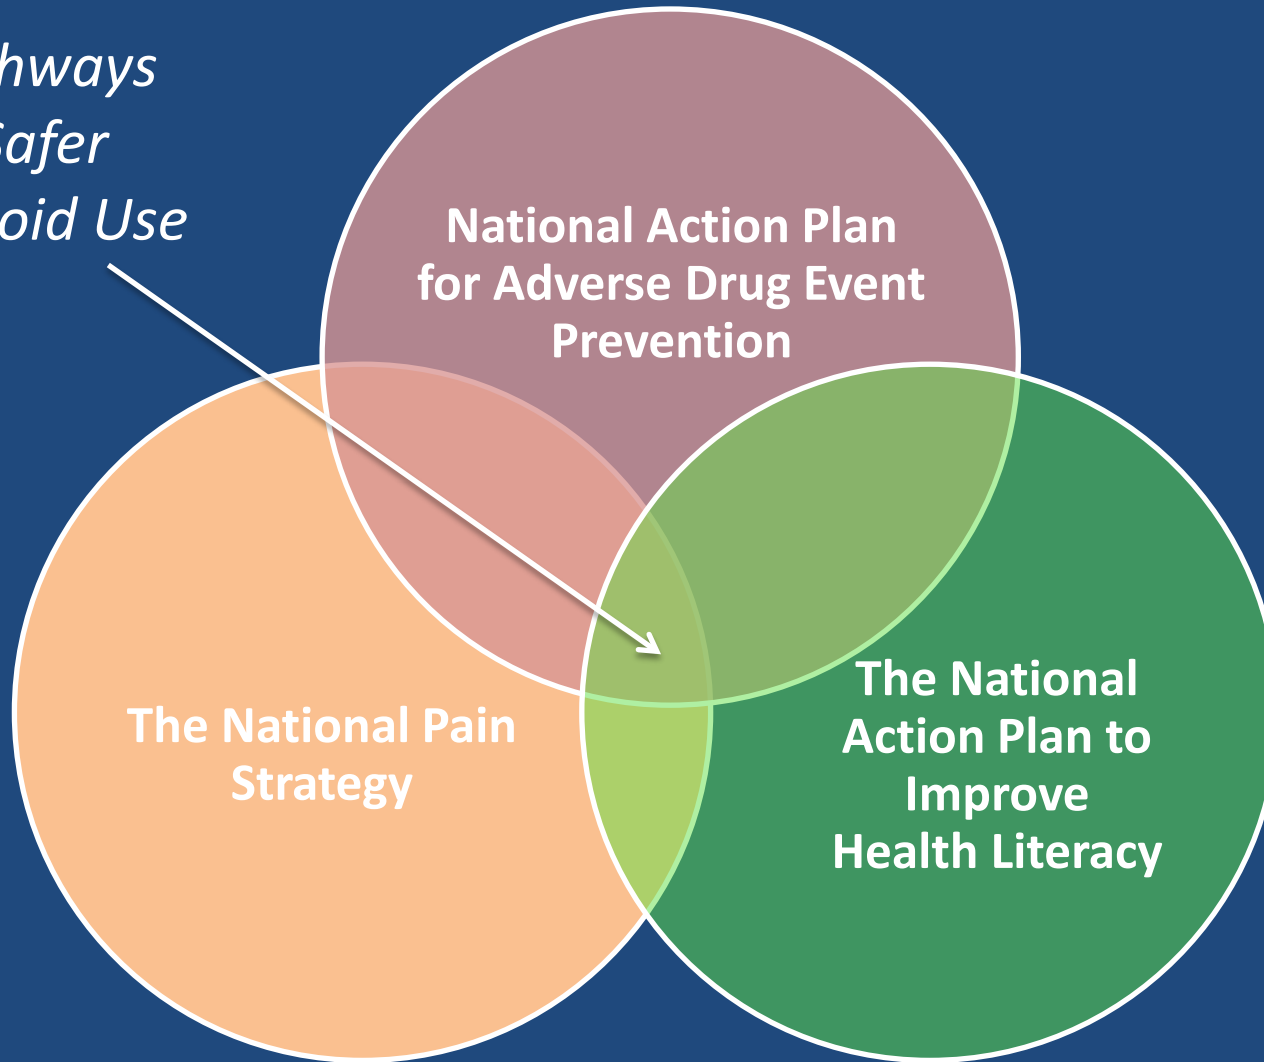 hways
Safer
oid Use
National Action Plan
for Adverse Drug Event
Prevention
The National Pain
Strategy
The National
Action Plan to
Improve
Health Literacy